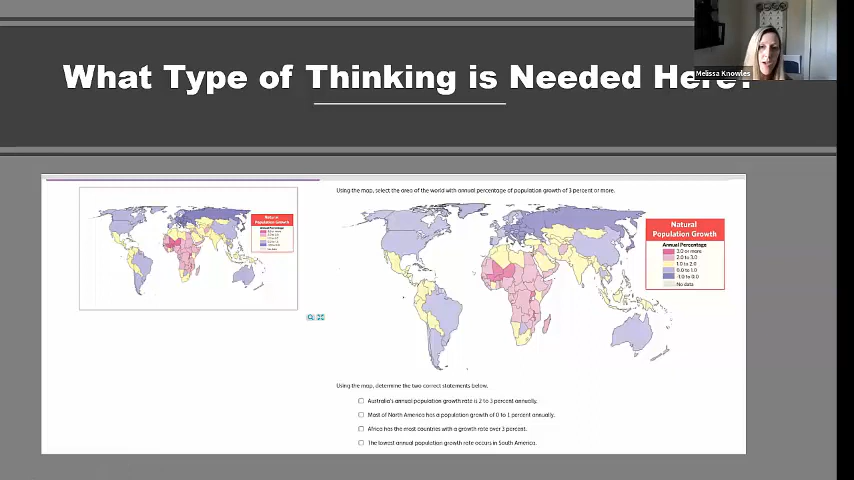 Melissa Knowles
What Type of Thinking is Needed Here?
Using the map, select the area of the world with annual percentage of population growth of 3 percent or more.
Natural
Population Growth
Annual Percentage
Natural
Population Growth
Annual Percentage
3.0 or more
2.0 to 3.0
1.0 to 2.0
0.0 to 1.0
-1.0 to 0.0
No data
Using the map, determine the two correct statements below.
Australia's annual population growth rate is 2 to 3 percent annually.
Most of North America has a population growth of 0 to 1 percent annually.
Africa has the most countries with a growth rate over 3 percent.
The lowest annual population growth rate occurs in South America.